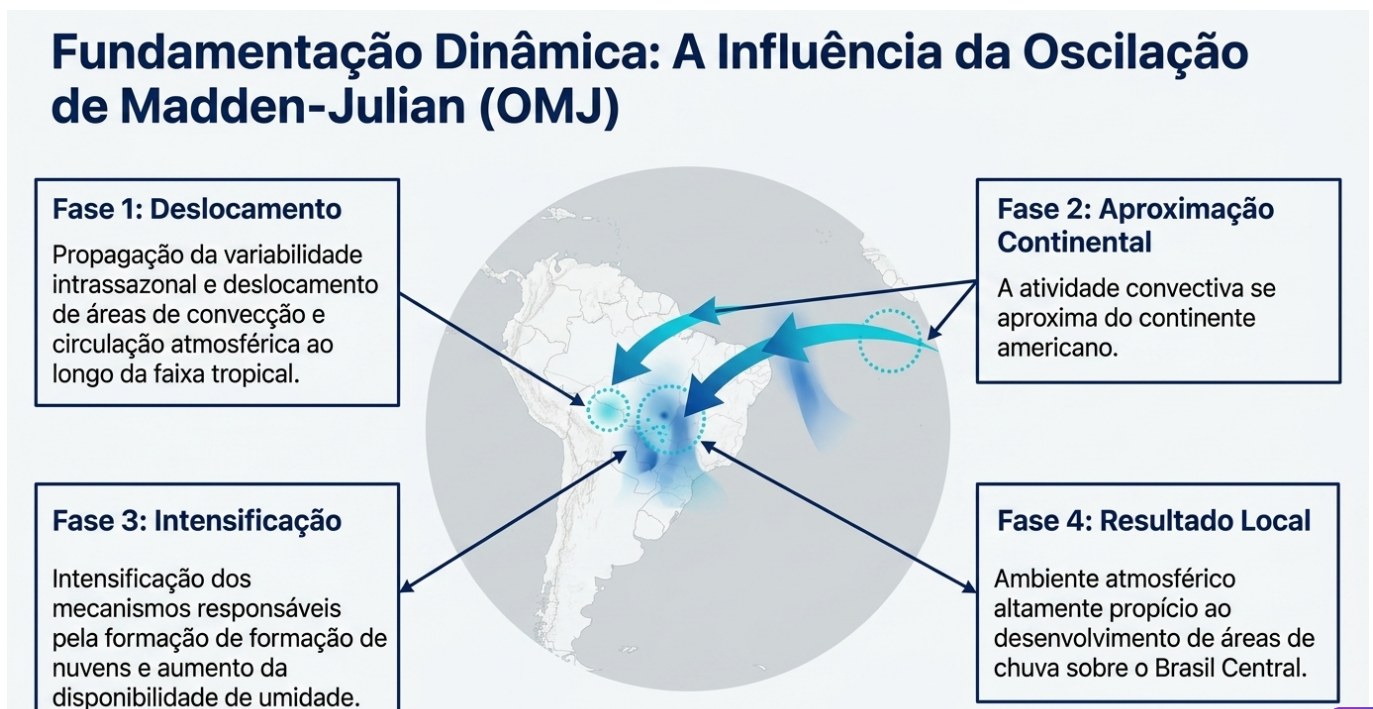 Fundamentação Dinâmica: A Influência da Oscilação
de Madden-Julian (OMJ)
Fase 1: Deslocamento
Propagação da variabilidade
intrassazonal e deslocamento
de áreas de convecção e
circulação atmosférica ao
longo da faixa tropical.
Fase 2: Aproximação
Continental
A atividade convectiva se
aproxima do continente
americano.
Fase 3: Intensificação
Intensificação dos
mecanismos responsáveis
pela formação de formação de
nuvens e aumento da
disponibilidade de umidade.
Fase 4: Resultado Local
Ambiente atmosférico
altamente propício ao
desenvolvimento de áreas de
chuva sobre o Brasil Central.